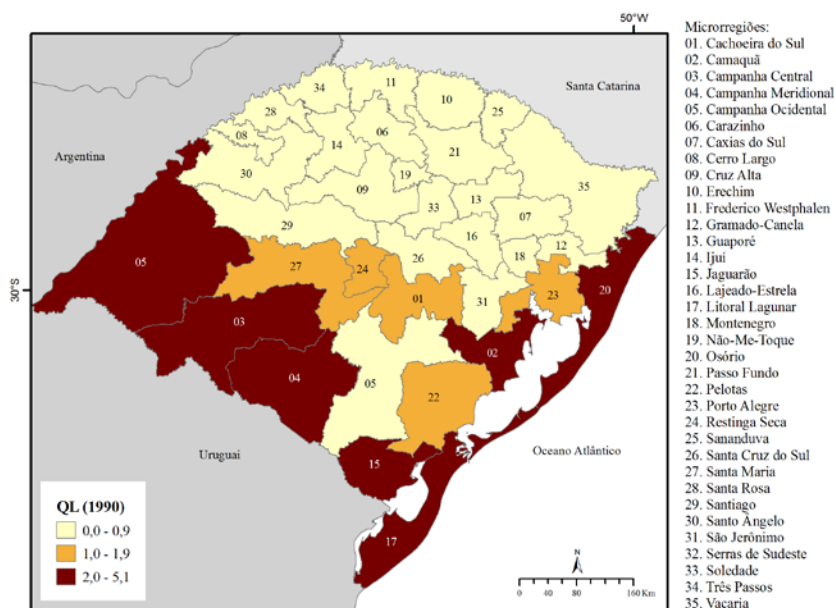 50°W
Santa Catarina
Argentina
34
11
10
25
28
08
06
14
21
30
19
35
09
33
13
07
29
16
12
26
18
05
27
24
23
20
01
31
30°S
03
02
04
05
22
Uruguai
Oceano Atlântico
15
17
QL (1990)
0,0 - 0,9
1,0 - 1,9
2,0 - 5,1
N
0 40 80 120 160 Km
Microrregiões:
01. Cachoeira do Sul
02. Camaquã
03. Campanha Central
04. Campanha Meridional
05. Campanha Ocidental
06. Carazinho
07. Caxias do Sul
08. Cerro Largo
09. Cruz Alta
10. Erechim
11. Frederico Westphalen
12. Gramado-Canela
13. Guaporé
14. Ijuí
15. Jaguarão
16. Lajeado-Estrela
17. Litoral Lagunar
18. Montenegro
19. Não-Me-Toque
20. Osório
21. Passo Fundo
22. Pelotas
23. Porto Alegre
24. Restinga Seca
25. Sananduva
26. Santa Cruz do Sul
27. Santa Maria
28. Santa Rosa
29. Santiago
30. Santo Ângelo
31. São Jerônimo
32. Serras de Sudeste
33. Soledade
34. Três Passos
35. Vacaria